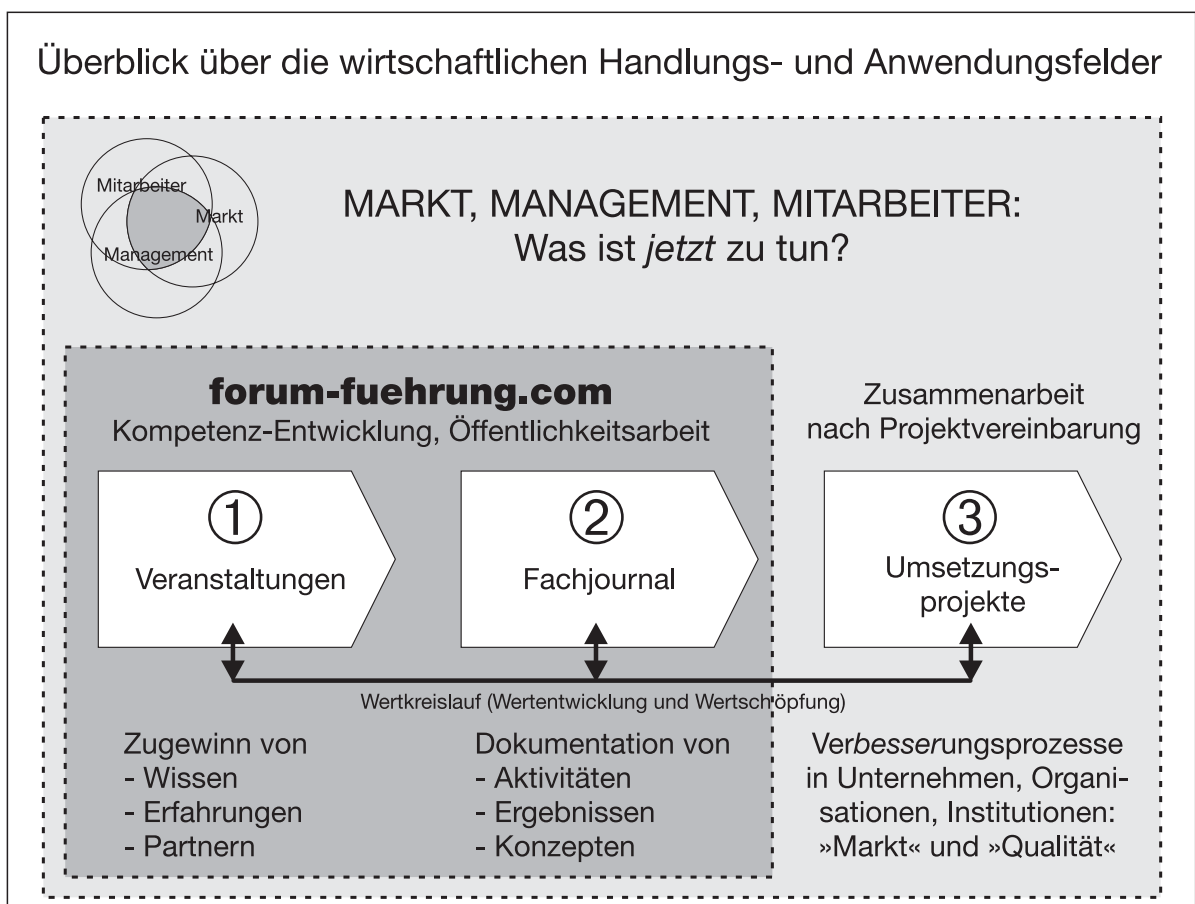 Überblick über die wirtschaftlichen Handlungs- und Anwendungsfelder
Mitarbeiter
Markt
Management
MARKT, MANAGEMENT, MITARBEITER:
Was ist jetzt zu tun?
forum-fuehrung.com
Kompetenz-Entwicklung, Öffentlichkeitsarbeit
Zusammenarbeit
nach Projektvereinbarung
1
Veranstaltungen
2
Fachjournal
3
Umsetzungs-
projekte
Wertkreislauf (Wertentwicklung und Wertschöpfung)
Zugewinn von
- Wissen
- Erfahrungen
- Partnern
Dokumentation von
- Aktivitäten
- Ergebnissen
- Konzepten
Verbesserungsprozesse
in Unternehmen, Organi-
sationen, Institutionen:
»Markt« und »Qualität«